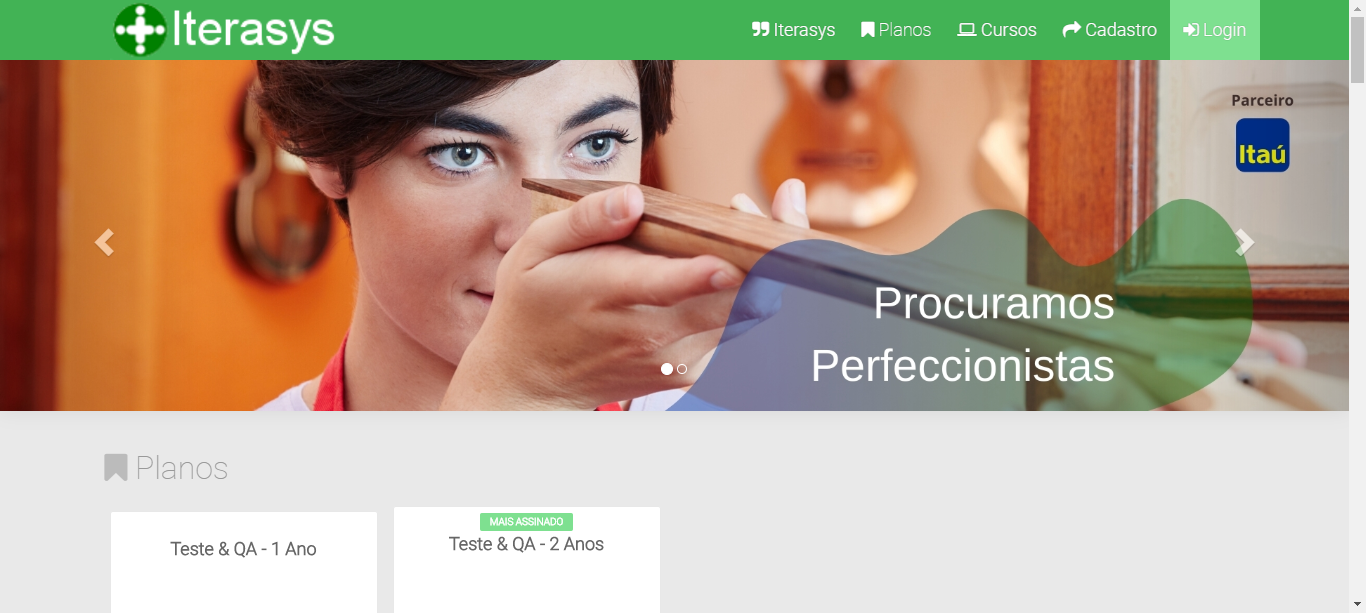 Iterasys
Iterasys Planos Cursos Cadastro Login
Parceiro
Itaú
Procuramos
Perfeccionistas
Planos
Teste & QA - 1 Ano
MAIS ASSINADO
Teste & QA - 2 Anos